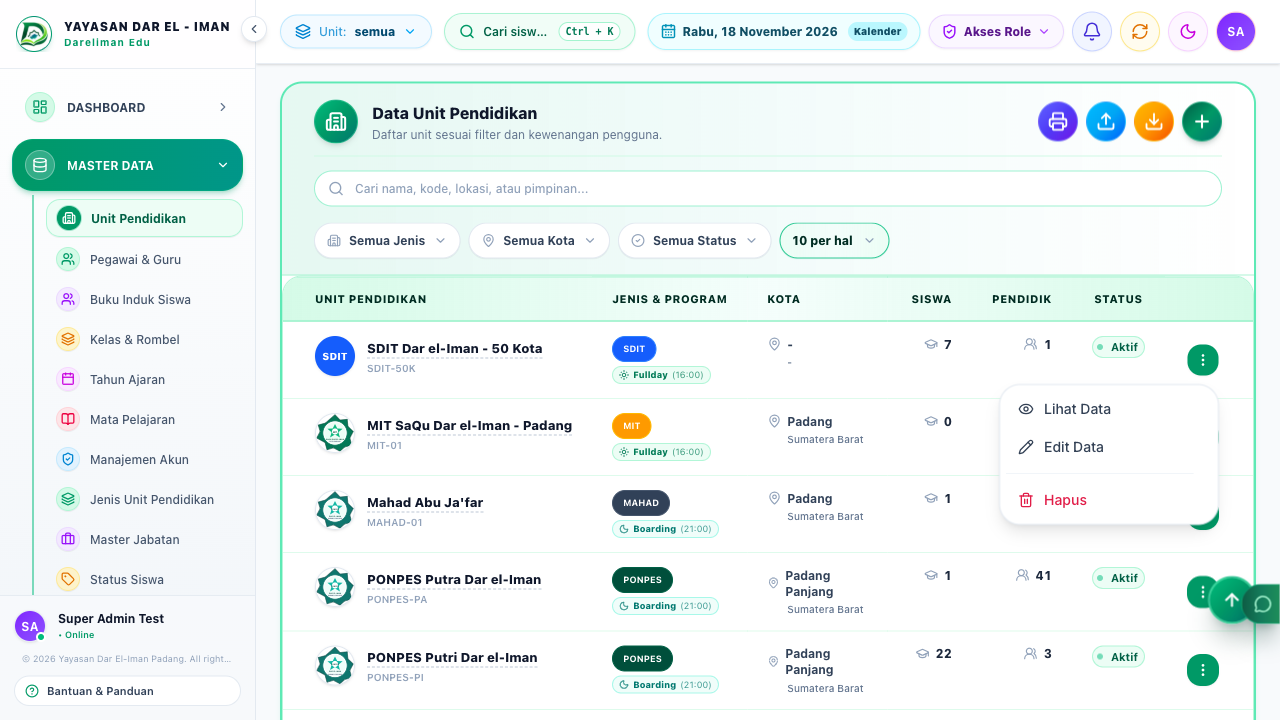 YAYASAN DAR EL - IMAN
Dareliman Edu
Unit: semua
Cari sisw...
Ctrl + K
Rabu, 18 November 2026
Kalender
Akses Role
SA
DASHBOARD
MASTER DATA
Unit Pendidikan
Pegawai & Guru
Buku Induk Siswa
Kelas & Rombel
Tahun Ajaran
Mata Pelajaran
Manajemen Akun
Jenis Unit Pendidikan
Master Jabatan
Status Siswa
SA
Super Admin Test
• Online
© 2026 Yayasan Dar El-Iman Padang. All right...
Bantuan & Panduan
Data Unit Pendidikan
Daftar unit sesuai filter dan kewenangan pengguna.
Cari nama, kode, lokasi, atau pimpinan...
Semua Jenis
Semua Kota
Semua Status
10 per hal
UNIT PENDIDIKAN JENIS & PROGRAM KOTA SISWA PENDIDIK STATUS
SDIT
SDIT Dar el-Iman - 50 Kota
SDIT-50K
SDIT
Fullday (16:00)
-
-
7
1
Aktif
Lihat Data
Edit Data
Hapus
MIT SaQu Dar el-Iman - Padang
MIT-01
MIT
Fullday (16:00)
Padang
Sumatera Barat
0
Mahad Abu Ja'far
MAHAD-01
MAHAD
Boarding (21:00)
Padang
Sumatera Barat
1
PONPES Putra Dar el-Iman
PONPES-PA
PONPES
Boarding (21:00)
Padang
Panjang
Sumatera Barat
1
41
Aktif
PONPES Putri Dar el-Iman
PONPES-PI
PONPES
Boarding (21:00)
Padang
Panjang
Sumatera Barat
22
3
Aktif